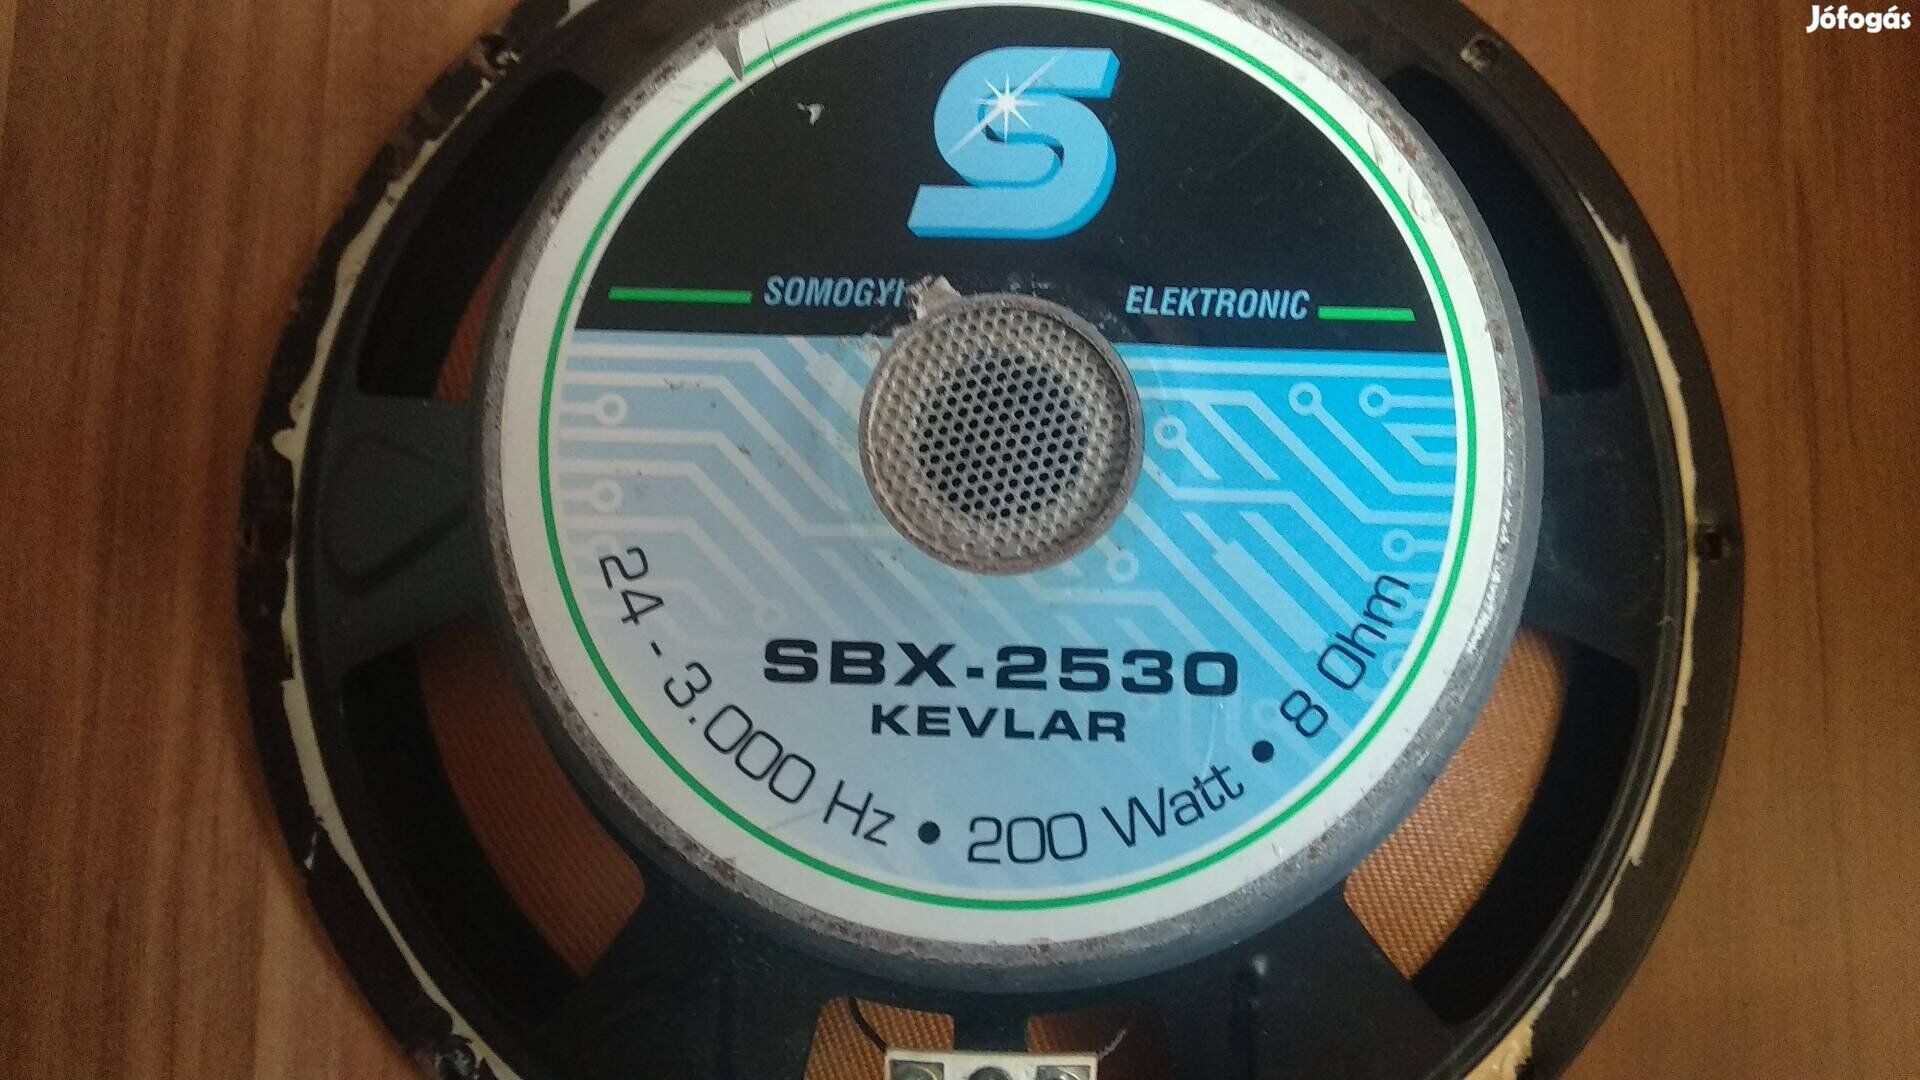 Jófogás
S
SOMOGYI ELEKTRONIC
SBX-2530
KEVLAR
24 - 3.000 Hz • 200 Watt • 8 Ohm